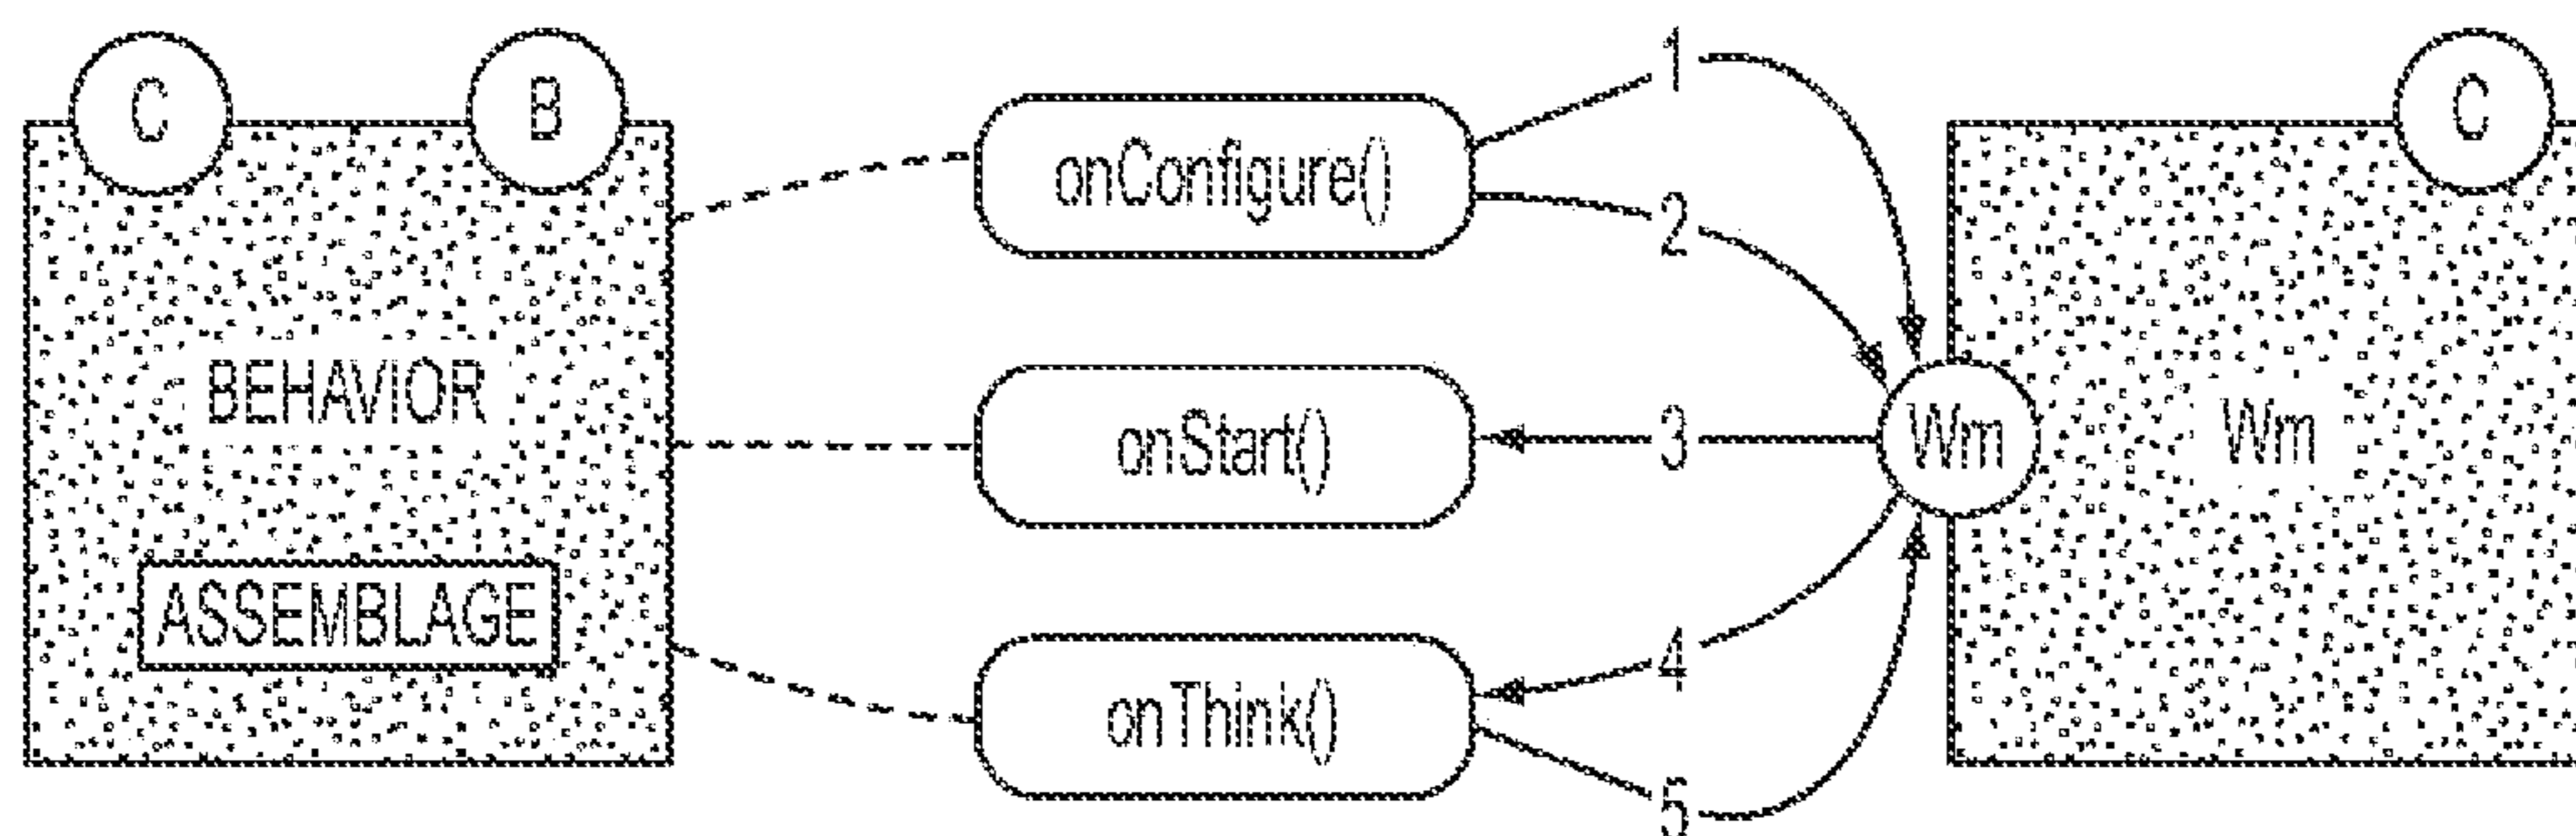 C
B
BEHAVIOR
ASSEMBLAGE
onConfigure()
onStart()
onThink()
1
2
3
4
5
Wm
C
Wm